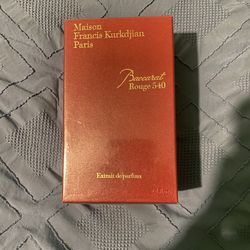 Maison
Francis Kurkdjian
Paris
Baccarat
Rouge 540
Extrait de parfum